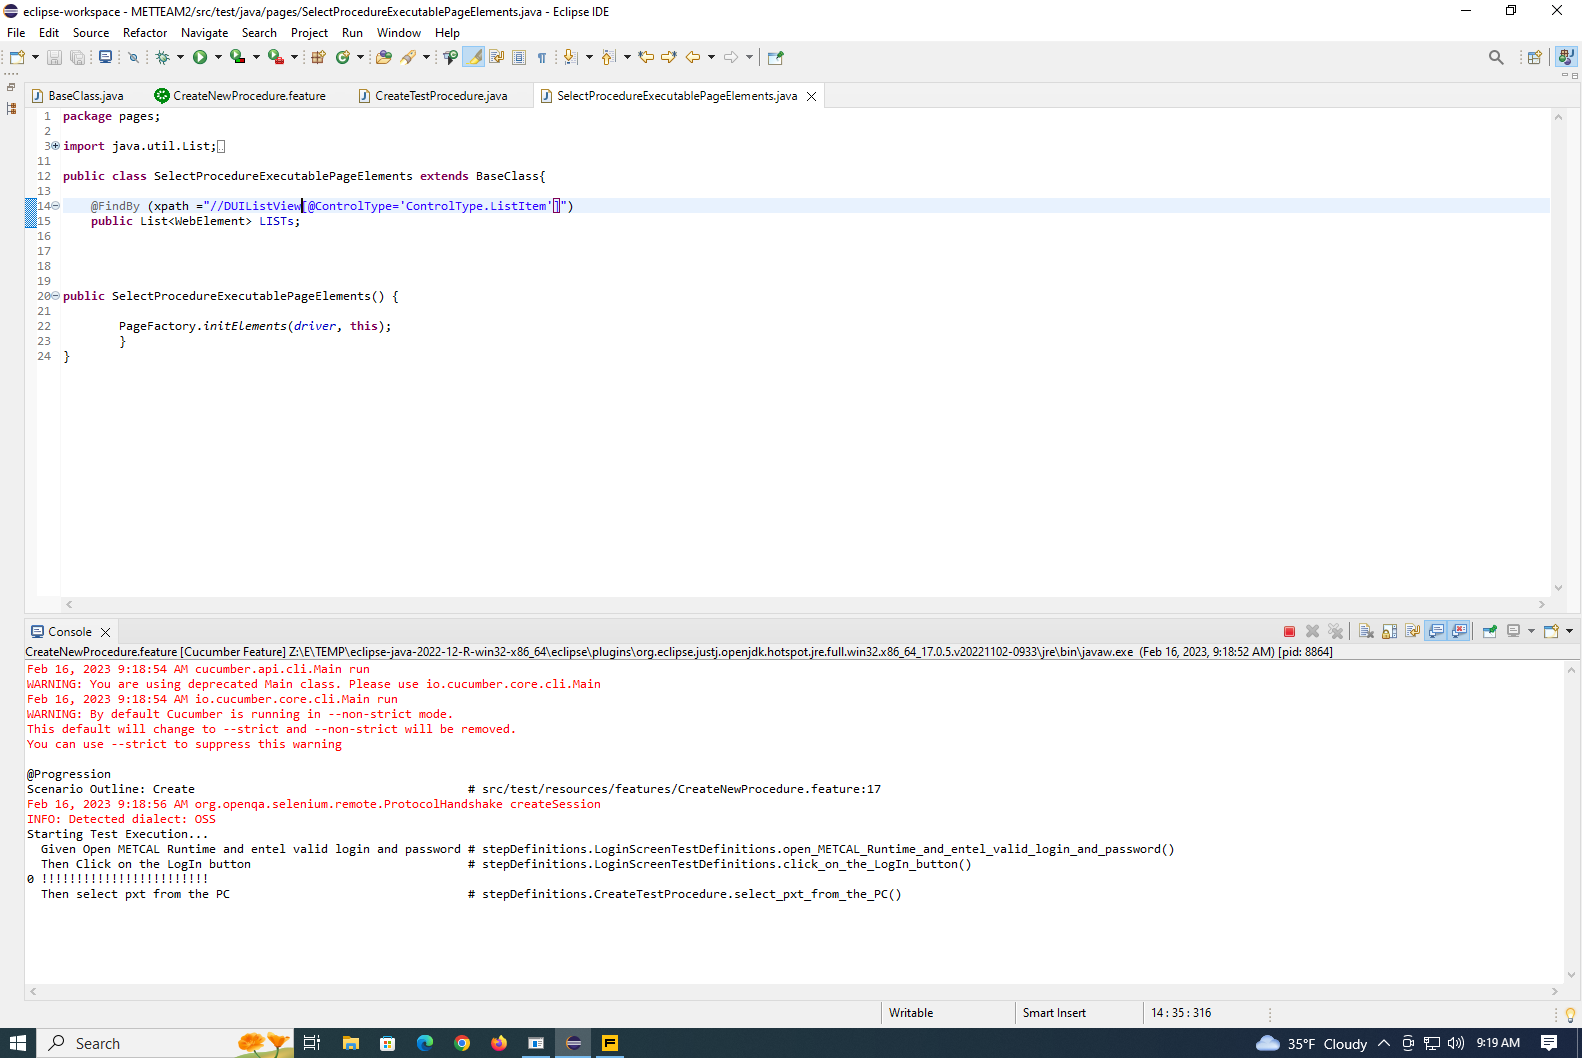 eclipse-workspace - METTEAM2/src/test/java/pages/SelectProcedureExecutablePageElements.java - Eclipse IDE
File Edit Source Refactor Navigate Search Project Run Window Help
BaseClass.java CreateNewProcedure.feature CreateTestProcedure.java SelectProcedureExecutablePageElements.java
1 package pages;
2
3 import java.util.List;
11
12 public class SelectProcedureExecutablePageElements extends BaseClass{
13
14 @FindBy (xpath ="//DUIListView[@ControlType='ControlType.ListItem']")
15 public List<WebElement> LISTs;
16
17
18
19
20 public SelectProcedureExecutablePageElements() {
21
22 PageFactory.initElements(driver, this);
23 }
24 }
Console
CreateNewProcedure.feature [Cucumber Feature] Z:\E\TEMP\eclipse-java-2022-12-R-win32-x86_64\eclipse\plugins\org.eclipse.justj.openjdk.hotspot.jre.full.win32.x86_64_17.0.5.v20221102-0933\jre\bin\javaw.exe (Feb 16, 2023, 9:18:52 AM) [pid: 8864]
Feb 16, 2023 9:18:54 AM cucumber.api.cli.Main run
WARNING: You are using deprecated Main class. Please use io.cucumber.core.cli.Main
Feb 16, 2023 9:18:54 AM io.cucumber.core.cli.Main run
WARNING: By default Cucumber is running in --non-strict mode.
This default will change to --strict and --non-strict will be removed.
You can use --strict to suppress this warning
@Progression
Scenario Outline: Create # src/test/resources/features/CreateNewProcedure.feature:17
Feb 16, 2023 9:18:56 AM org.openqa.selenium.remote.ProtocolHandshake createSession
INFO: Detected dialect: OSS
Starting Test Execution...
Given Open METCAL Runtime and entel valid login and password # stepDefinitions.LoginScreenTestDefinitions.open_METCAL_Runtime_and_entel_valid_login_and_password()
Then Click on the LogIn button # stepDefinitions.LoginScreenTestDefinitions.click_on_the_LogIn_button()
0 !!!!!!!!!!!!!!!!!!!!!!!!
Then select pxt from the PC # stepDefinitions.CreateTestProcedure.select_pxt_from_the_PC()
Writable Smart Insert 14 : 35 : 316
Search 35°F Cloudy 9:19 AM